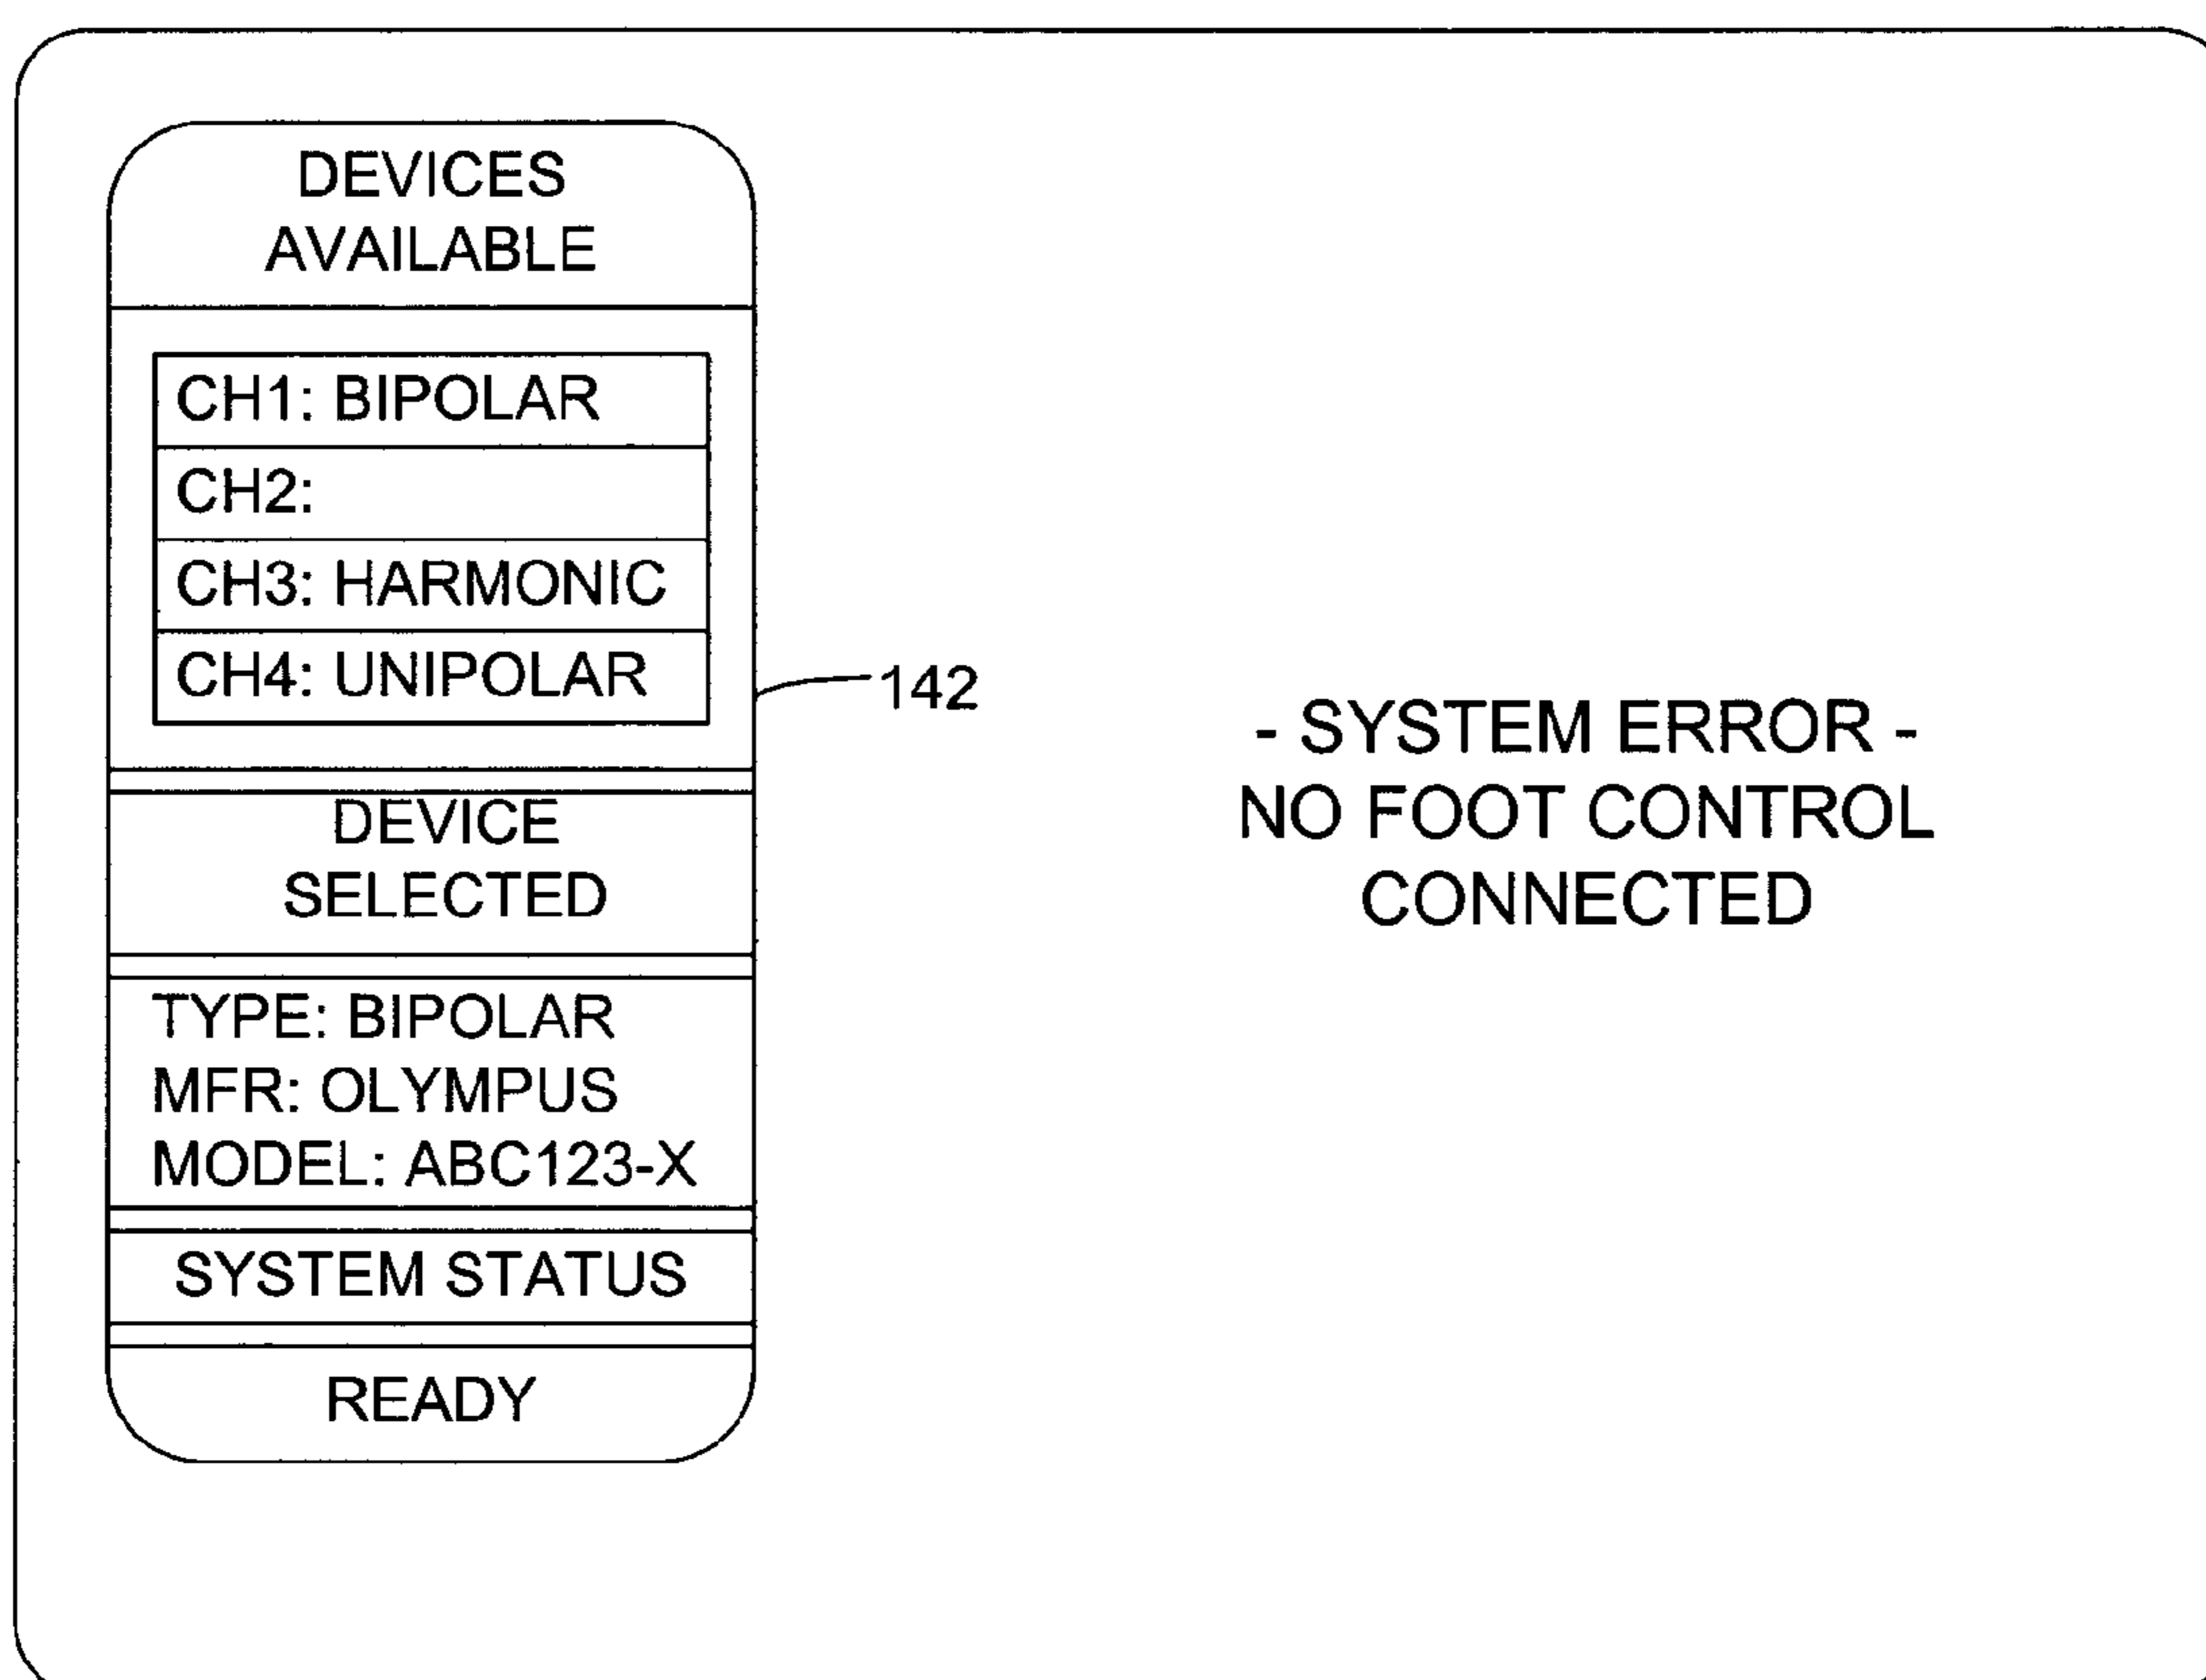 DEVICES
AVAILABLE
CH1: BIPOLAR
CH2:
CH3: HARMONIC
CH4: UNIPOLAR
142
DEVICE
SELECTED
TYPE: BIPOLAR
MFR: OLYMPUS
MODEL: ABC123-X
SYSTEM STATUS
READY
- SYSTEM ERROR -
NO FOOT CONTROL
CONNECTED